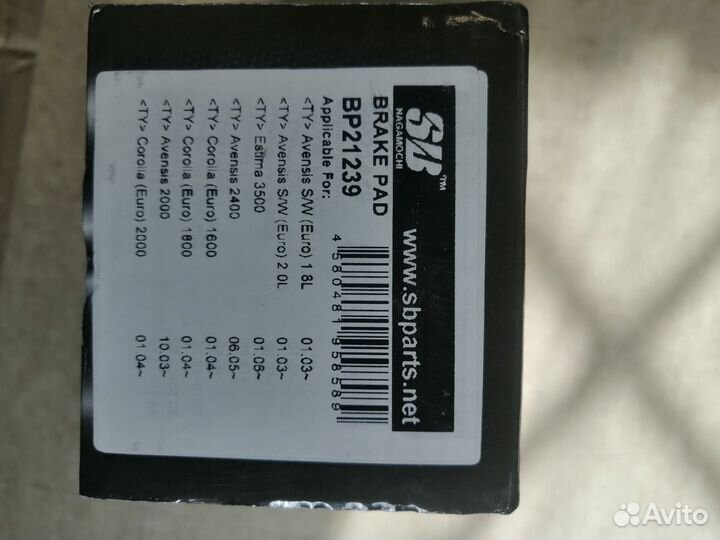 SB™
NAGAMOCHI
www.sbparts.net
BRAKE PAD
BP21239
4580481958589
Applicable For:
<TY> Avensis S/W (Euro) 1.8L 01.03~
<TY> Avensis S/W (Euro) 2 0L 01.03~
<TY> Estima 3500 01.06~
<TY> Avensis 2400 06.05~
<TY> Corolla (Euro) 1600 01.04~
<TY> Corolla (Euro) 1800 01.04~
<TY> Avensis 2000 10.03~
<TY> Corolla (Euro) 2000 01.04~
Avito